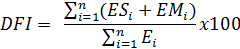 DFI = \frac{\sum_{i=1}^{n}(ES_i + EM_i)}{\sum_{i=1}^{n} E_i} x100